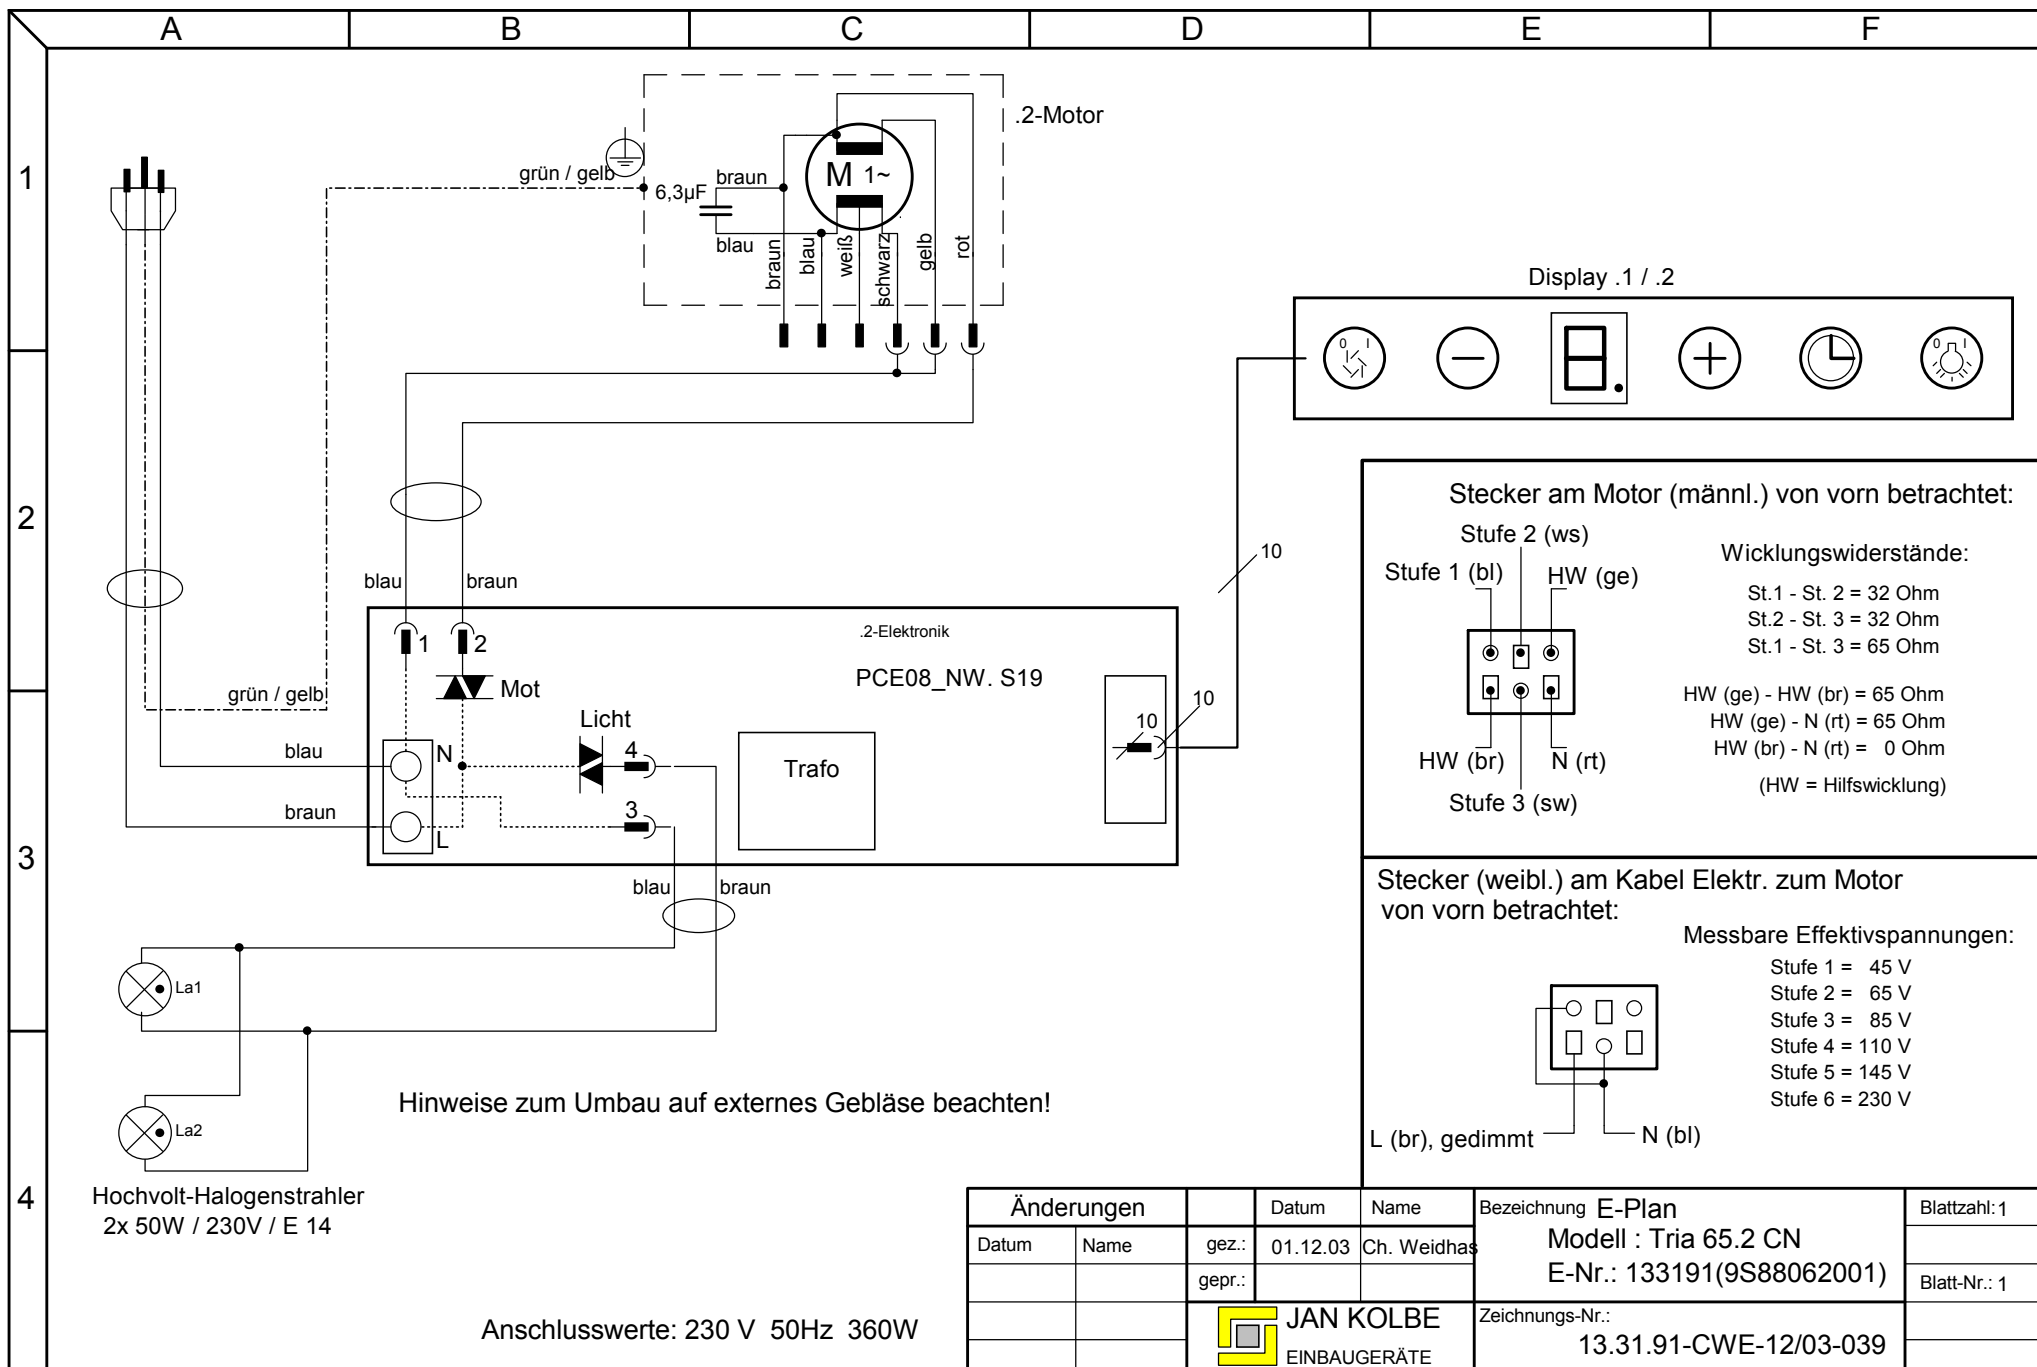 A B C D E F
1
2
3
4
.2-Motor
grün / gelb
6,3µF
braun
blau
M 1~
braun
blau
weiß
schwarz
gelb
rot
Display .1 / .2
0 I
0 I
10
blau
braun
1
2
.2-Elektronik
PCE08_NW. S19
Mot
Licht
4
3
N
L
Trafo
10
10
grün / gelb
blau
braun
blau
braun
La1
La2
Hochvolt-Halogenstrahler
2x 50W / 230V / E 14
Hinweise zum Umbau auf externes Gebläse beachten!
Anschlusswerte: 230 V 50Hz 360W
Stecker am Motor (männl.) von vorn betrachtet:
Stufe 2 (ws)
Stufe 1 (bl)
HW (ge)
HW (br)
N (rt)
Stufe 3 (sw)
Wicklungswiderstände:
St.1 - St. 2 = 32 Ohm
St.2 - St. 3 = 32 Ohm
St.1 - St. 3 = 65 Ohm
HW (ge) - HW (br) = 65 Ohm
HW (ge) - N (rt) = 65 Ohm
HW (br) - N (rt) = 0 Ohm
(HW = Hilfswicklung)
Stecker (weibl.) am Kabel Elektr. zum Motor
von vorn betrachtet:
Messbare Effektivspannungen:
Stufe 1 = 45 V
Stufe 2 = 65 V
Stufe 3 = 85 V
Stufe 4 = 110 V
Stufe 5 = 145 V
Stufe 6 = 230 V
L (br), gedimmt
N (bl)
Änderungen
Datum Name
Datum Name
gez.: 01.12.03 Ch. Weidhas
gepr.:
Bezeichnung E-Plan
Modell : Tria 65.2 CN
E-Nr.: 133191(9S88062001)
Blattzahl: 1
Blatt-Nr.: 1
JAN KOLBE
EINBAUGERÄTE
Zeichnungs-Nr.:
13.31.91-CWE-12/03-039